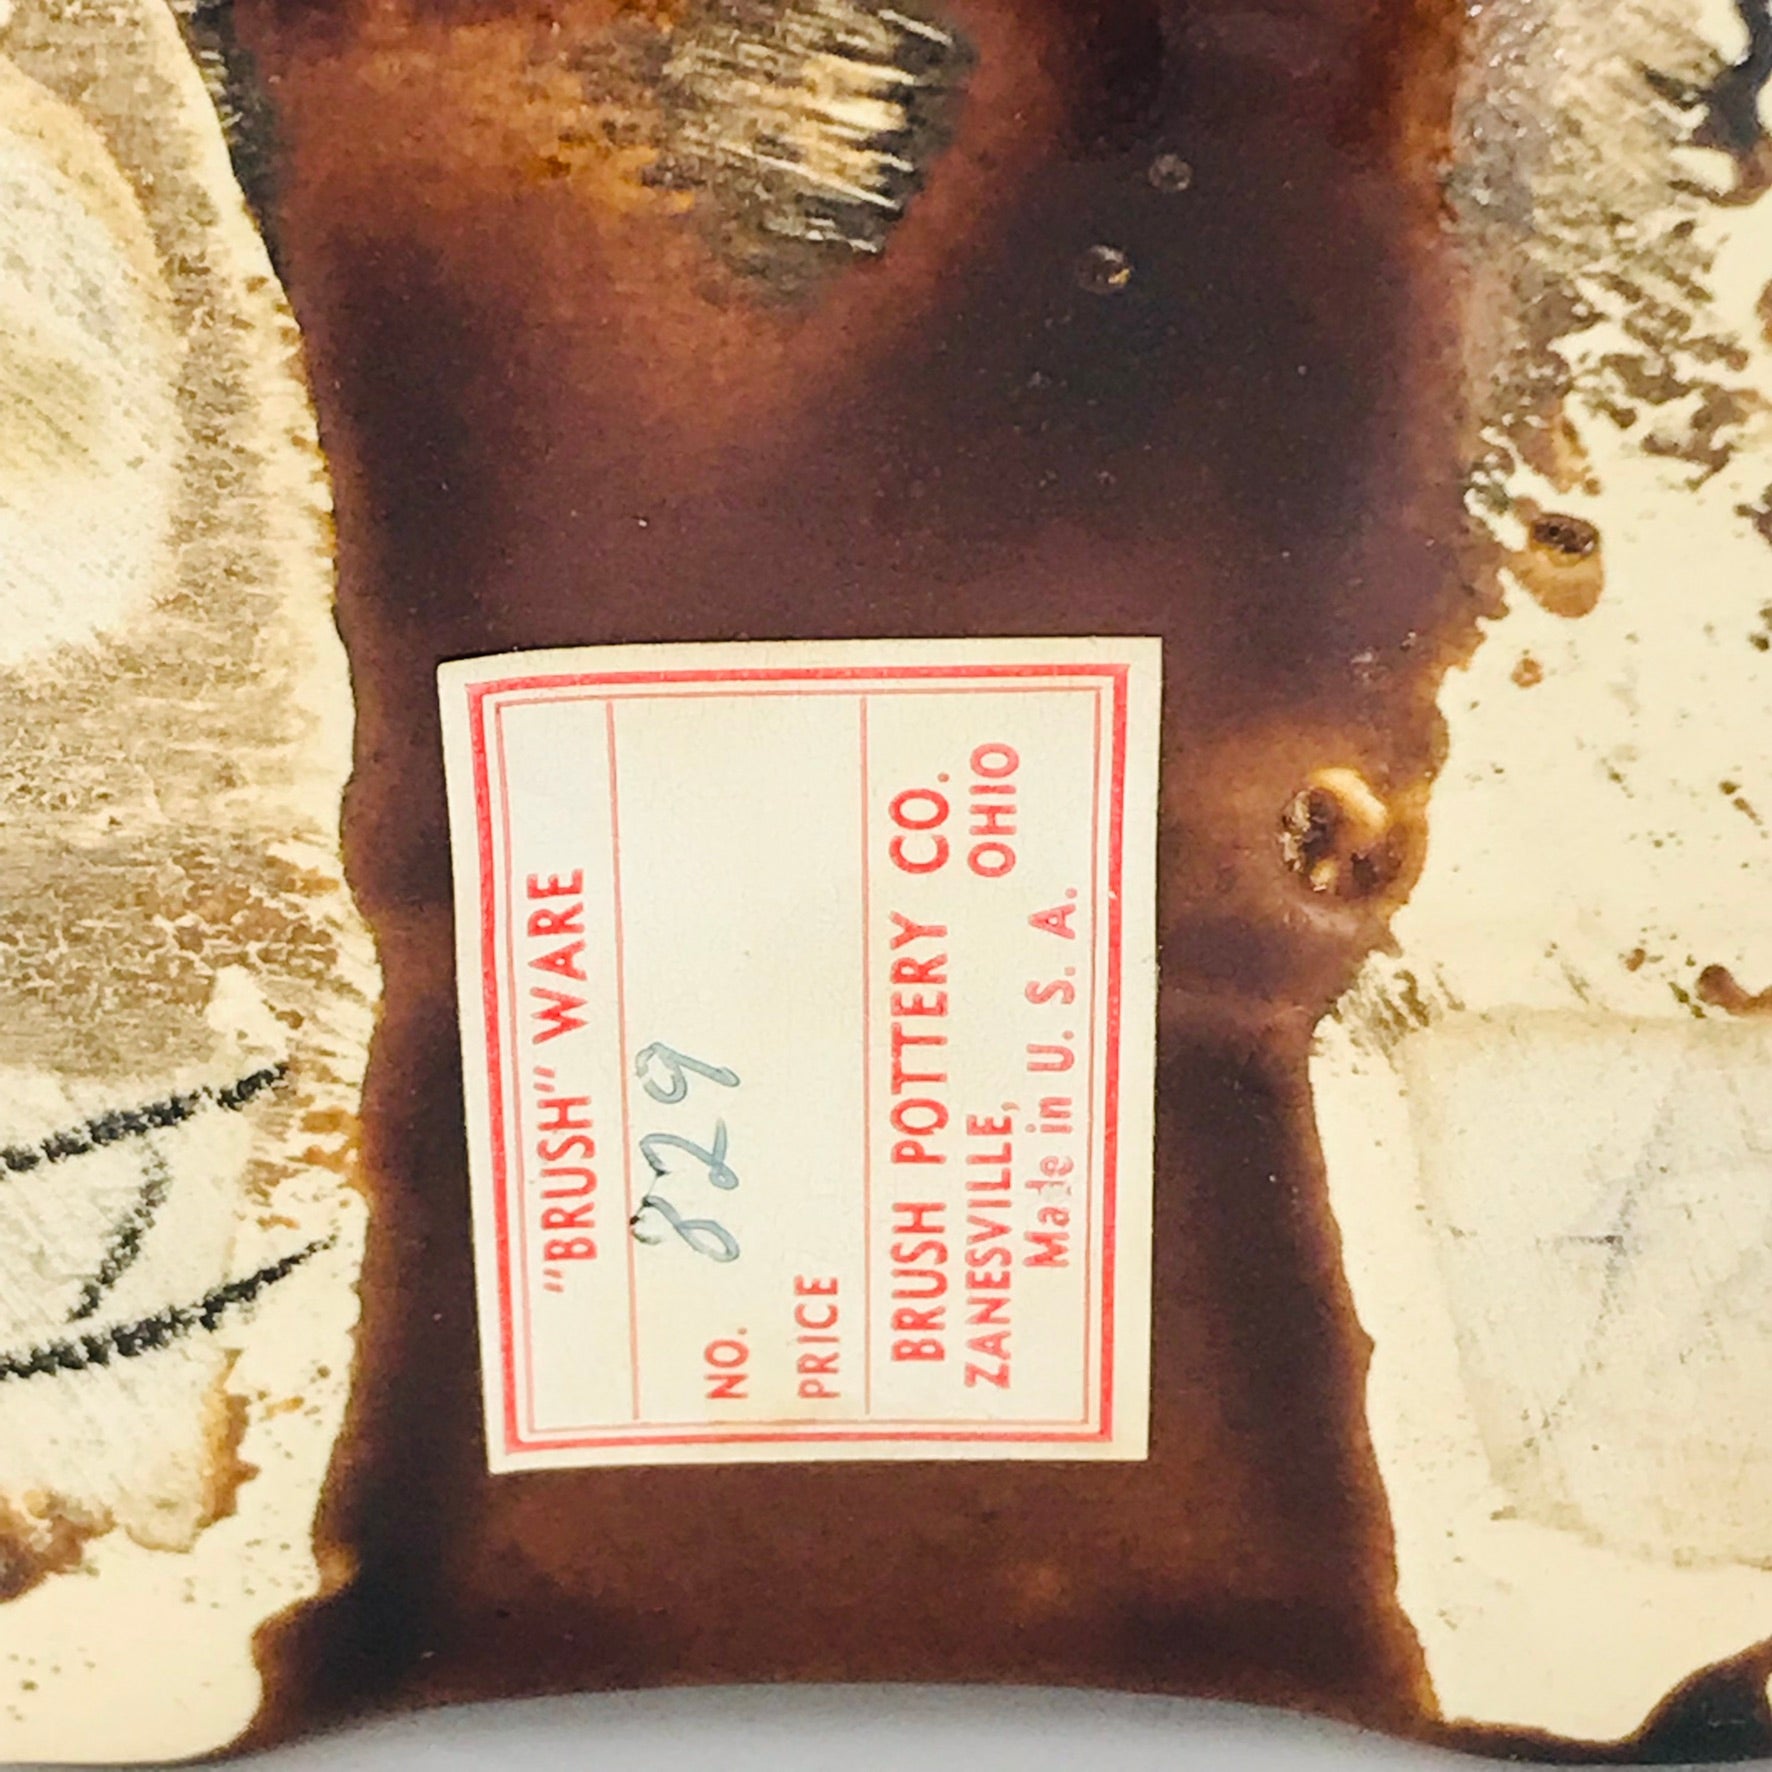 "BRUSH" WARE
NO. 829
PRICE
BRUSH POTTERY CO.
ZANESVILLE, OHIO
Made in U. S. A.